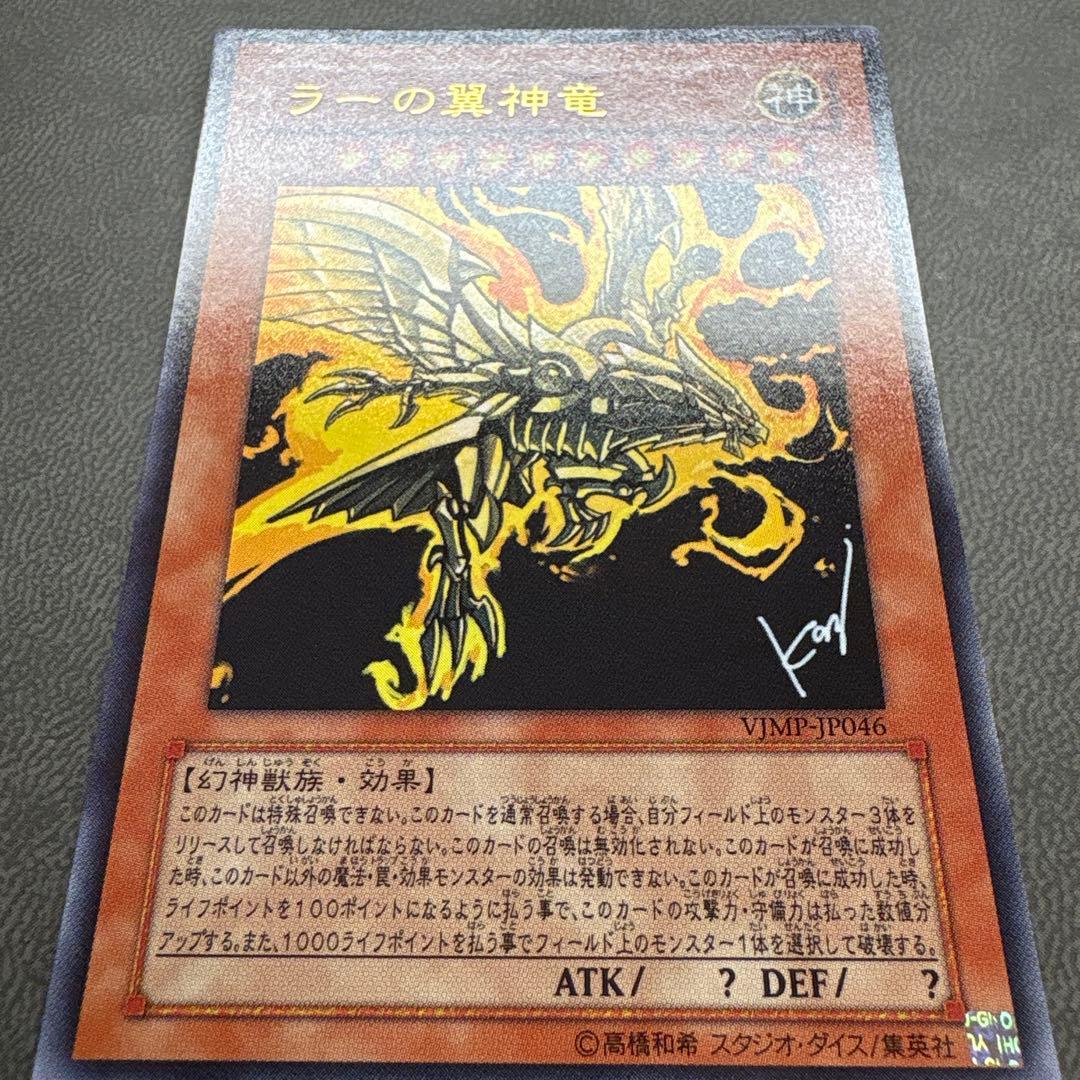 ラーの翼神竜
神
Kazuki
VJMP-JP046
【幻神獣族・効果】
このカードは特殊召喚できない。このカードを通常召喚する場合、自分フィールド上のモンスター3体を
リリースして召喚しなければならない。このカードの召喚は無効化されない。このカードが召喚に成功し
た時、このカード以外の魔法・罠・効果モンスターの効果は発動できない。このカードが召喚に成功した時、
ライフポイントを100ポイントになるように払う事で、このカードの攻撃力・守備力は払った数値分
アップする。また、1000ライフポイントを払う事でフィールド上のモンスター1体を選択して破壊する。
ATK/ ? DEF/ ?
©高橋和希 スタジオ・ダイス/集英社